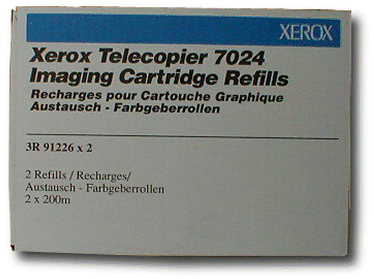 XEROX
Xerox Telecopier 7024
Imaging Cartridge Refills
Recharges pour Cartouche Graphique
Austausch - Farbgeberrollen
3R 91226 x 2
2 Refills / Recharges/
Austausch - Farbgeberrollen
2 x 200m